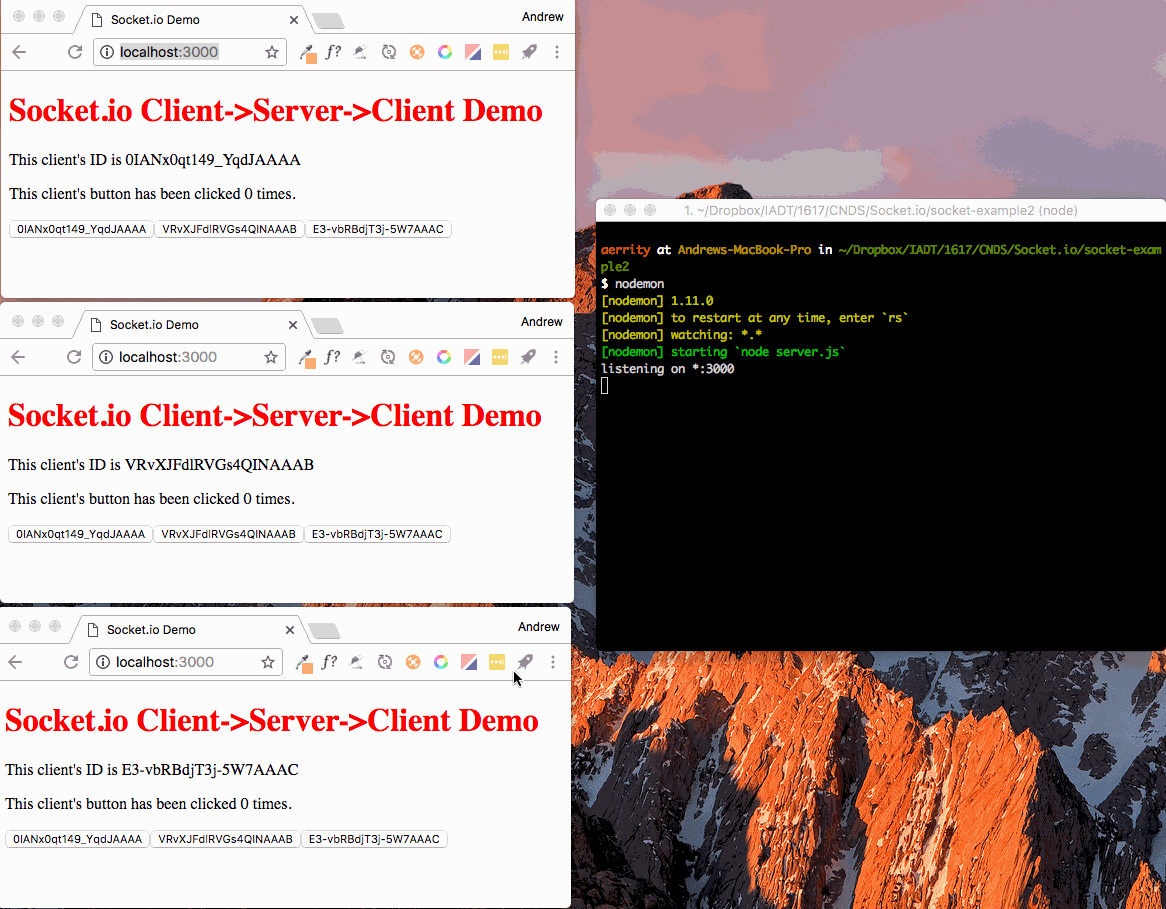 Socket.io Demo
Andrew
localhost:3000
f?
Socket.io Client->Server->Client Demo
This client's ID is 0IANx0qt149_YqdJAAAA
This client's button has been clicked 0 times.
0IANx0qt149_YqdJAAAA VRvXJFdlRVGs4QINAAAB E3-vbRBdjT3j-5W7AAAC
Socket.io Demo
Andrew
localhost:3000
f?
Socket.io Client->Server->Client Demo
This client's ID is VRvXJFdlRVGs4QINAAAB
This client's button has been clicked 0 times.
0IANx0qt149_YqdJAAAA VRvXJFdlRVGs4QINAAAB E3-vbRBdjT3j-5W7AAAC
Socket.io Demo
Andrew
localhost:3000
f?
Socket.io Client->Server->Client Demo
This client's ID is E3-vbRBdjT3j-5W7AAAC
This client's button has been clicked 0 times.
0IANx0qt149_YqdJAAAA VRvXJFdlRVGs4QINAAAB E3-vbRBdjT3j-5W7AAAC
1. ~/Dropbox/IADT/1617/CNDS/Socket.io/socket-example2 (node)
aerrity at Andrews-MacBook-Pro in ~/Dropbox/IADT/1617/CNDS/Socket.io/socket-exam
ple2
$ nodemon
[nodemon] 1.11.0
[nodemon] to restart at any time, enter `rs`
[nodemon] watching: *.*
[nodemon] starting `node server.js`
listening on *:3000